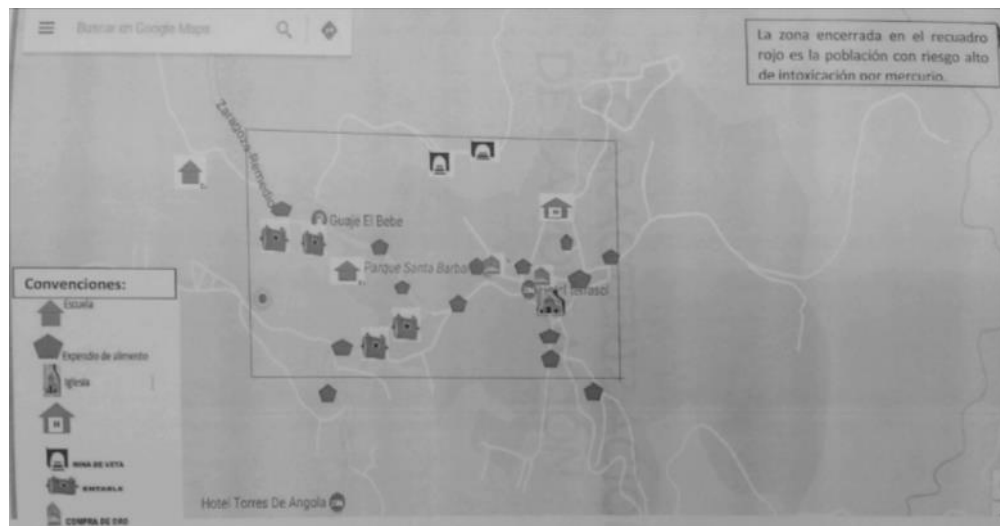 Buscar en Google Maps
La zona encerrada en el recuadro
rojo es la población con riesgo alto
de intoxicación por mercurio.
Zaragoza-Remedios
Guaje El Bebe
Parque Santa Barba
Convenciones:
Escuela
Expendio de alimento
Iglesia
MINA DE VETA
ENTABLE
COMPRA DE ORO
Hotel Torres De Angola